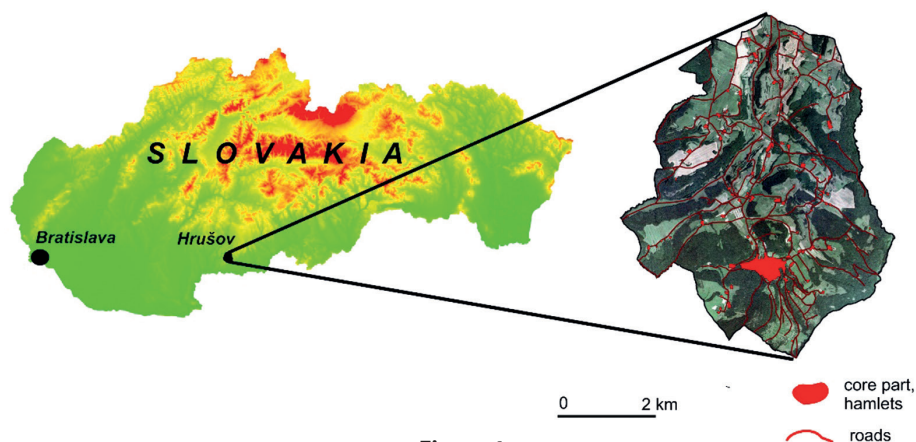 SLOVAKIA
Bratislava
Hrušov
0 2 km
core part,
hamlets
roads